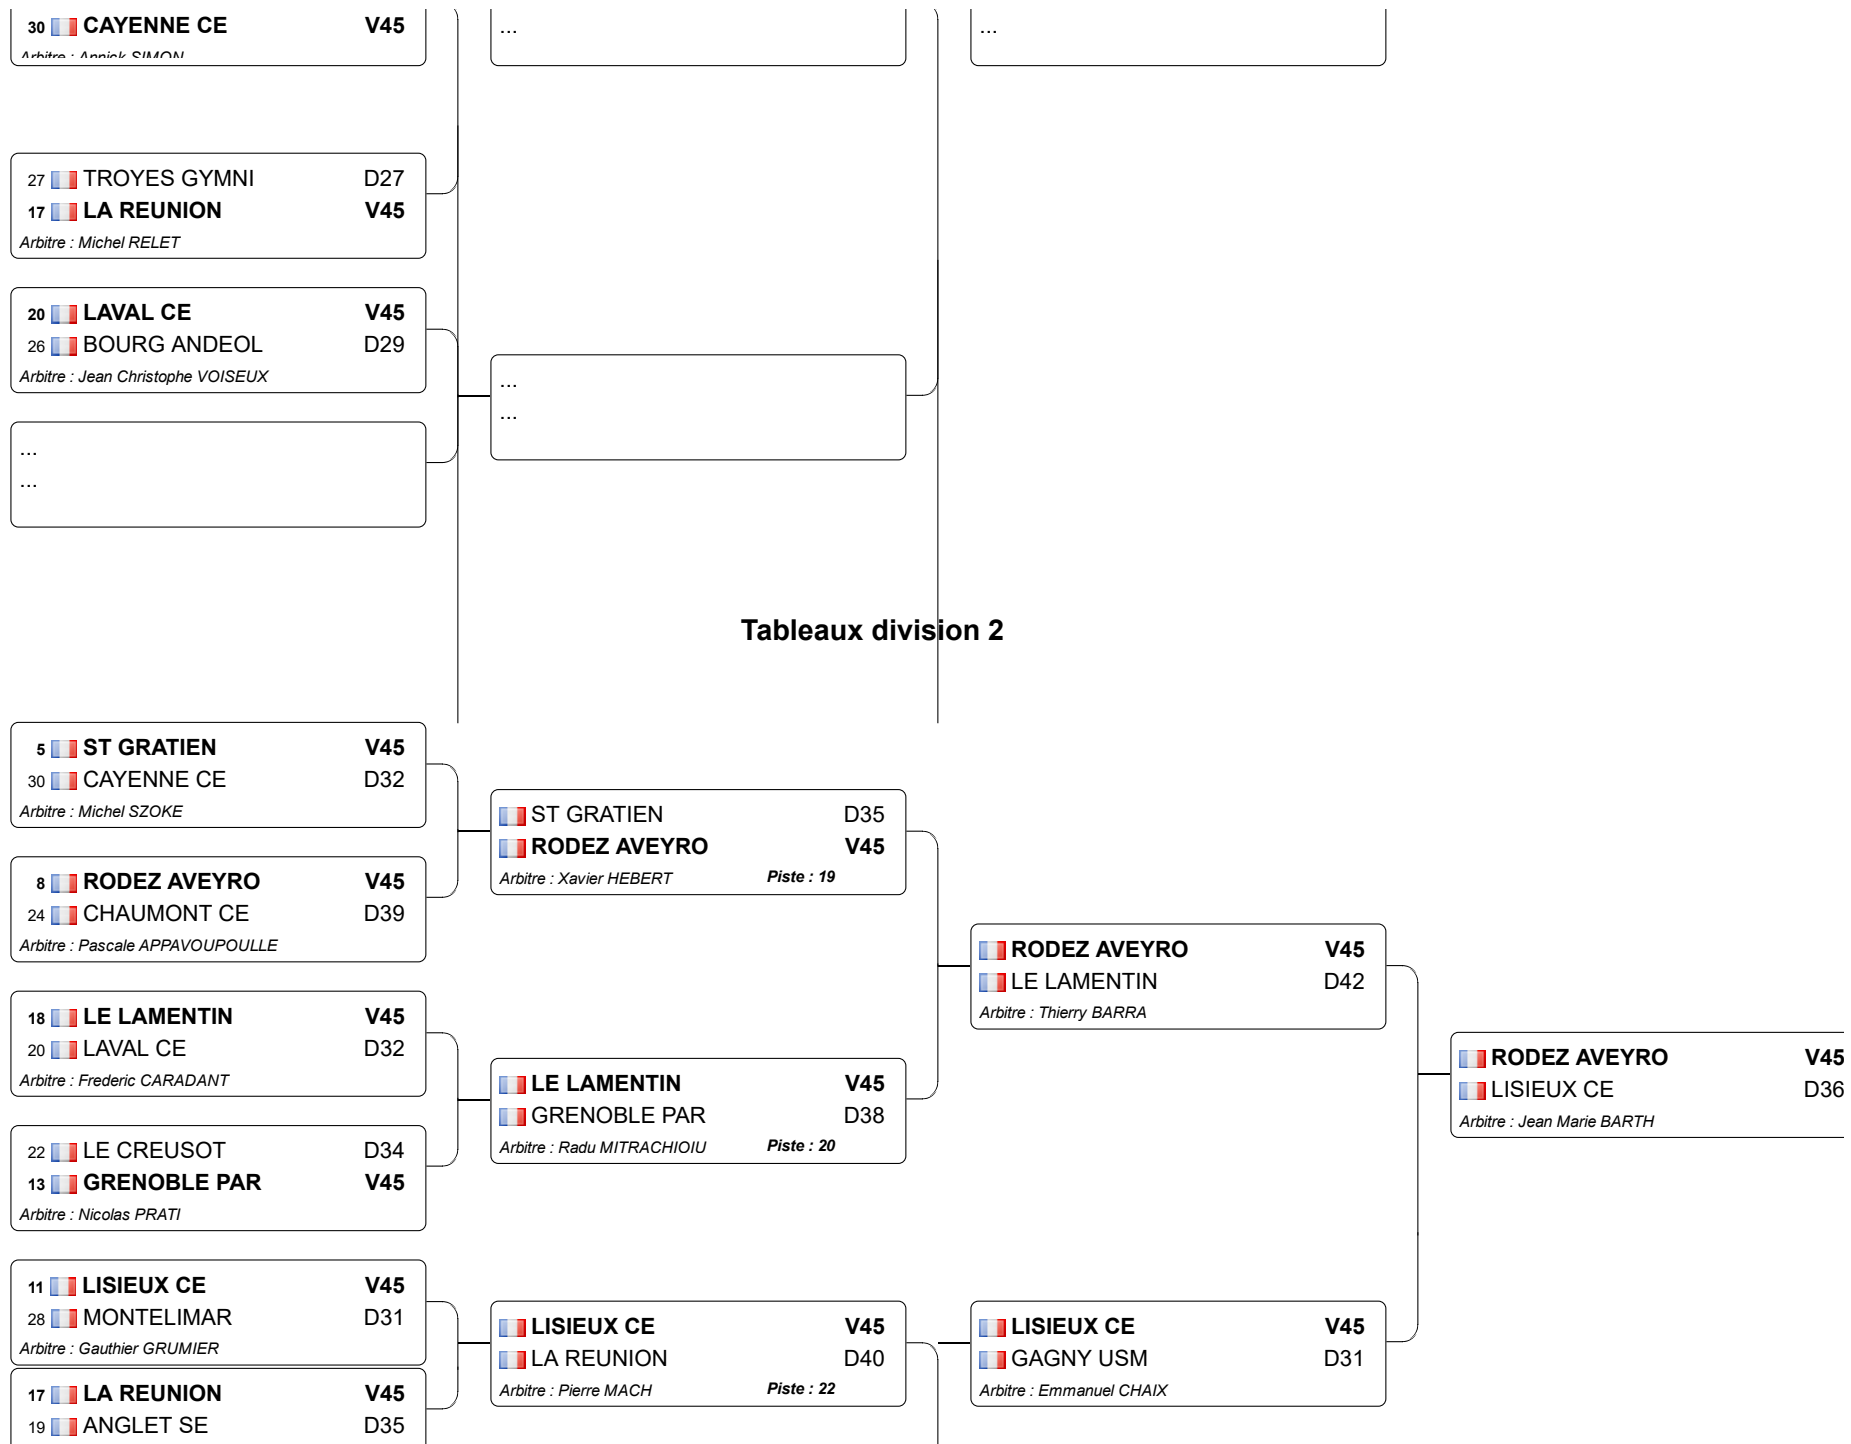 30 CAYENNE CE V45
Arbitre : Annick SIMON
...
...
27 TROYES GYMNI D27
17 LA REUNION V45
Arbitre : Michel RELET
20 LAVAL CE V45
26 BOURG ANDEOL D29
Arbitre : Jean Christophe VOISEUX
...
...
...
...
Tableaux division 2
5 ST GRATIEN V45
30 CAYENNE CE D32
Arbitre : Michel SZOKE
8 RODEZ AVEYRO V45
24 CHAUMONT CE D39
Arbitre : Pascale APPAVOUPOULLE
18 LE LAMENTIN V45
20 LAVAL CE D32
Arbitre : Frederic CARADANT
22 LE CREUSOT D34
13 GRENOBLE PAR V45
Arbitre : Nicolas PRATI
11 LISIEUX CE V45
28 MONTELIMAR D31
Arbitre : Gauthier GRUMIER
17 LA REUNION V45
19 ANGLET SE D35
ST GRATIEN D35
RODEZ AVEYRO V45
Arbitre : Xavier HEBERT Piste : 19
LE LAMENTIN V45
GRENOBLE PAR D38
Arbitre : Radu MITRACHIOIU Piste : 20
LISIEUX CE V45
LA REUNION D40
Arbitre : Pierre MACH Piste : 22
RODEZ AVEYRO V45
LE LAMENTIN D42
Arbitre : Thierry BARRA
LISIEUX CE V45
GAGNY USM D31
Arbitre : Emmanuel CHAIX
RODEZ AVEYRO V45
LISIEUX CE D36
Arbitre : Jean Marie BARTH